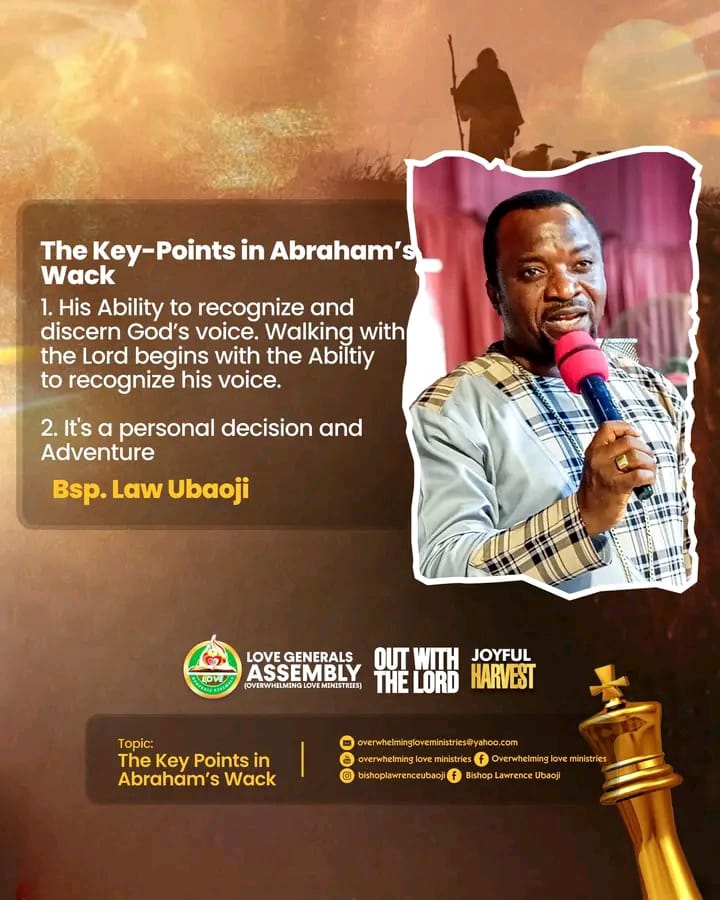 The Key-Points in Abraham's
Wack
1. His Ability to recognize and
discern God's voice. Walking with
the Lord begins with the Abiltiy
to recognize his voice.
2. It's a personal decision and
Adventure
Bsp. Law Ubaoji
LOVE
LOVE GENERALS
ASSEMBLY
(OVERWHELMING LOVE MINISTRIES)
OUT WITH
THE LORD
JOYFUL
HARVEST
Topic:
The Key Points in
Abraham's Wack
overwhelmingloveministries@yahoo.com
overwhelming love ministries Overwhelming love ministries
bishoplawrenceubaoji Bishop Lawrence Ubaoji